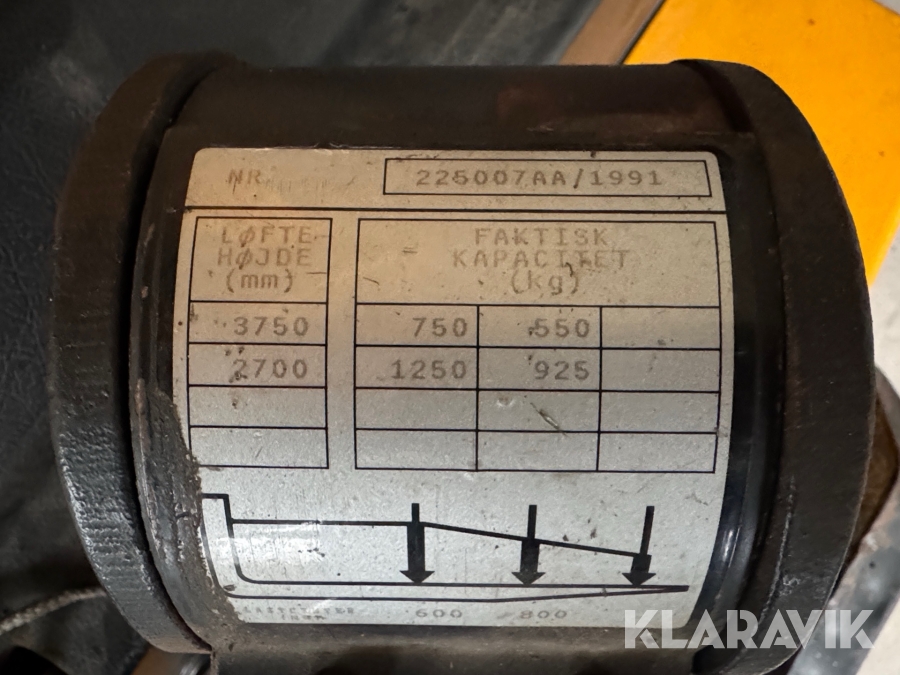 NR 225007AA/1991
LØFTE HØJDE (mm)
FAKTISK KAPACITET (kg)
3750 750 550
2700 1250 925
600 800
KLARAVIK